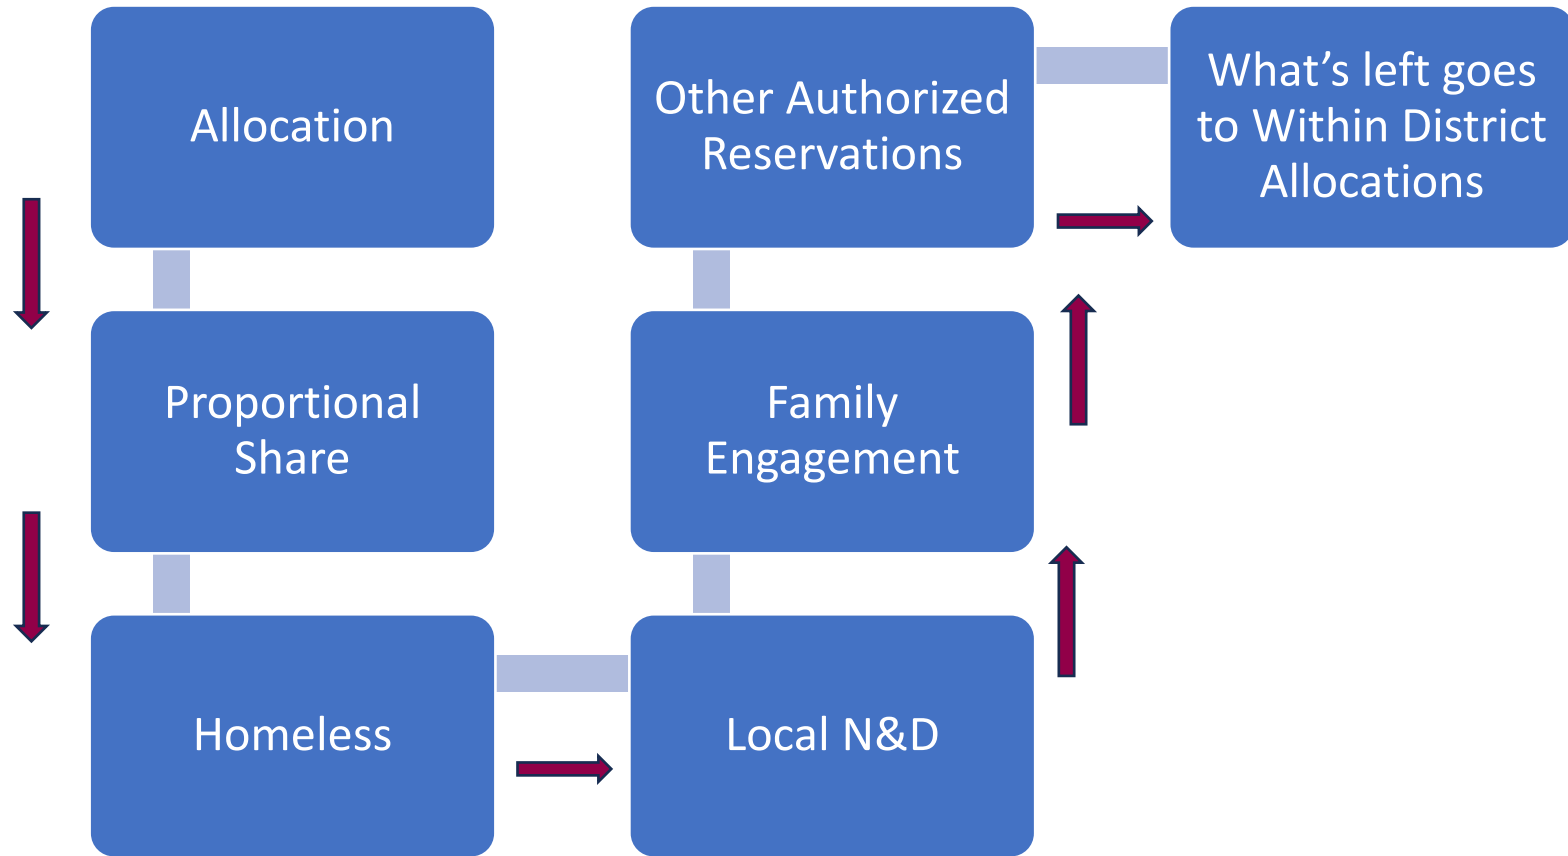 Allocation
Proportional
Share
Homeless
Local N&D
Family
Engagement
Other Authorized
Reservations
What’s left goes
to Within District
Allocations